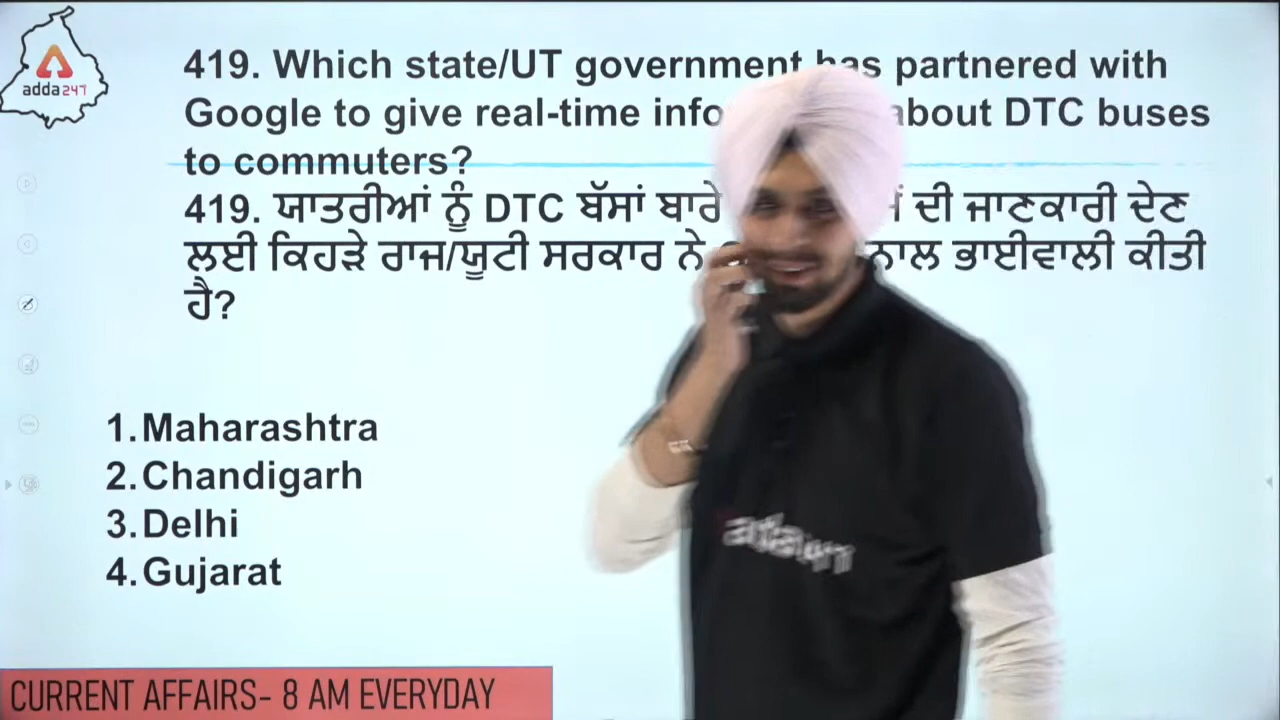 adda247
419. Which state/UT government has partnered with
Google to give real-time about DTC buses
to commuters?
419. ਯਾਤਰੀਆਂ ਨੂੰ DTC ਬੱਸਾਂ ਬਾਰੇ ਦੀ ਜਾਣਕਾਰੀ ਦੇਣ
ਲਈ ਕਿਹੜੇ ਰਾਜ/ਯੂਟੀ ਸਰਕਾਰ ਨੇ ਨਾਲ ਭਾਈਵਾਲੀ ਕੀਤੀ
ਹੈ?
1. Maharashtra
2. Chandigarh
3. Delhi
4. Gujarat
adda247
CURRENT AFFAIRS- 8 AM EVERYDAY